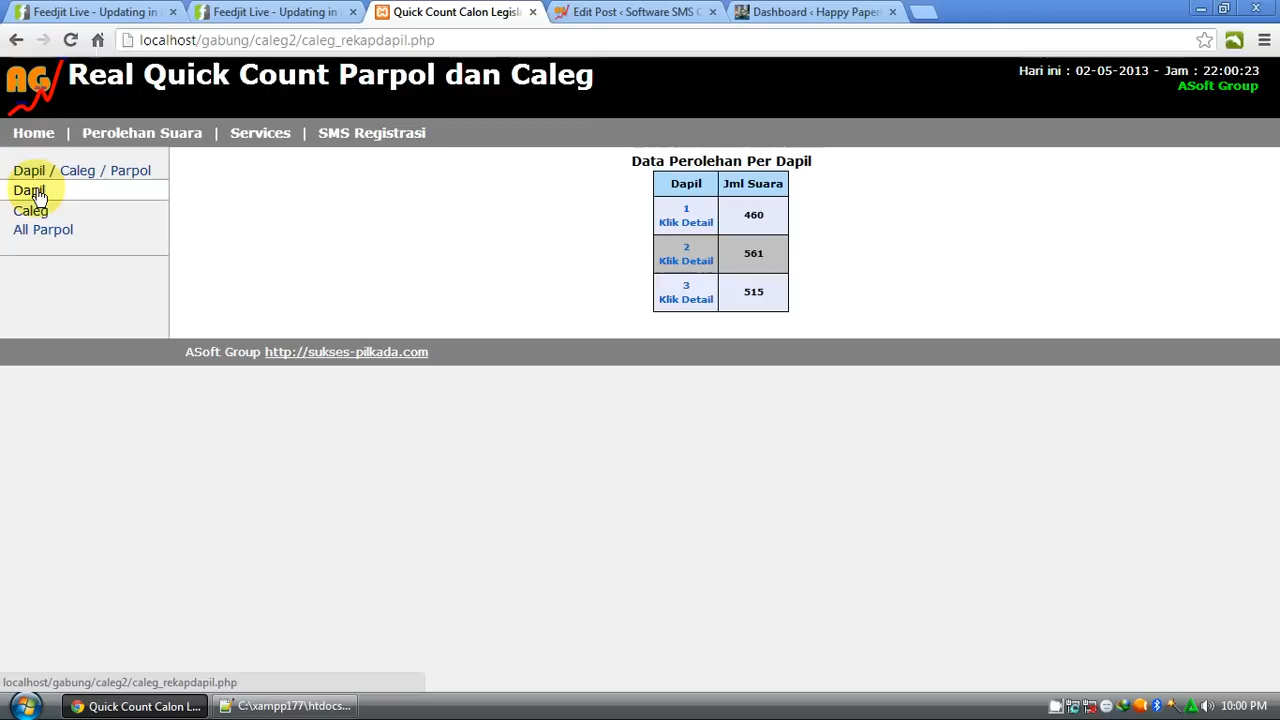 Feedjit Live - Updating in
Feedjit Live - Updating in
Quick Count Calon Legisl
Edit Post ‹ Software SMS
Dashboard ‹ Happy Paper
localhost/gabung/caleg2/caleg_rekapdapil.php
AG
Real Quick Count Parpol dan Caleg
Hari ini : 02-05-2013 - Jam : 22:00:23
ASoft Group
Home | Perolehan Suara | Services | SMS Registrasi
Dapil / Caleg / Parpol
Dapil
Caleg
All Parpol
Data Perolehan Per Dapil
Dapil Jml Suara
1
Klik Detail
460
2
Klik Detail
561
3
Klik Detail
515
ASoft Group http://sukses-pilkada.com
localhost/gabung/caleg2/caleg_rekapdapil.php
Quick Count Calon L...
C:\xampp177\htdocs...
10:00 PM